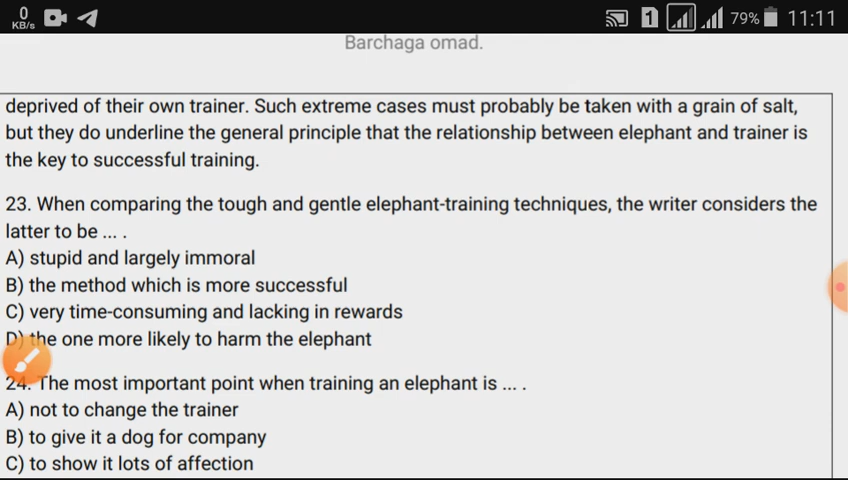 0
KB/s
1
79%
11:11
Barchaga omad.
deprived of their own trainer. Such extreme cases must probably be taken with a grain of salt,
but they do underline the general principle that the relationship between elephant and trainer is
the key to successful training.
23. When comparing the tough and gentle elephant-training techniques, the writer considers the
latter to be ... .
A) stupid and largely immoral
B) the method which is more successful
C) very time-consuming and lacking in rewards
D) the one more likely to harm the elephant
24. The most important point when training an elephant is ... .
A) not to change the trainer
B) to give it a dog for company
C) to show it lots of affection